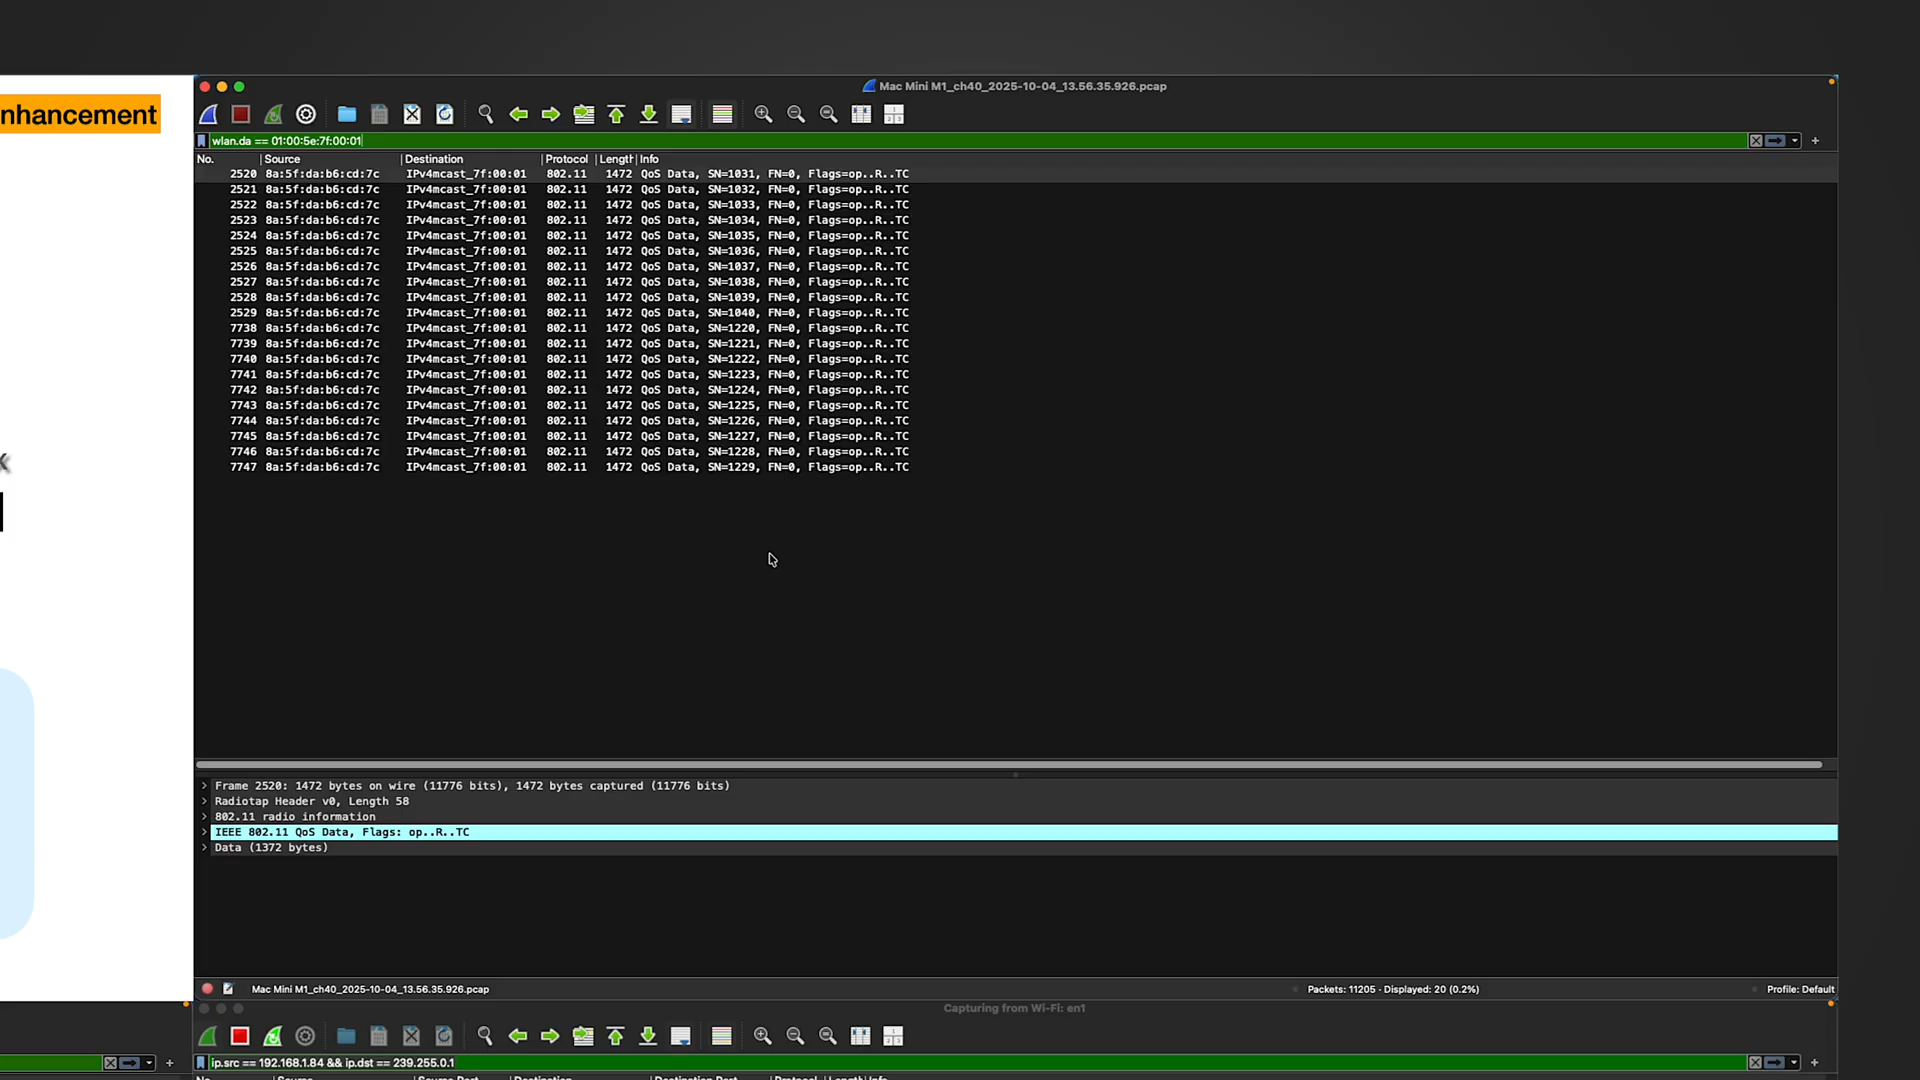 nhancement
Mac Mini M1_ch40_2025-10-04_13.56.35.926.pcap
wlan.da == 01:00:5e:7f:00:01
No. Source Destination Protocol Length Info
2520 8a:5f:da:b6:cd:7c IPv4mcast_7f:00:01 802.11 1472 QoS Data, SN=1031, FN=0, Flags=op..R..TC
2521 8a:5f:da:b6:cd:7c IPv4mcast_7f:00:01 802.11 1472 QoS Data, SN=1032, FN=0, Flags=op..R..TC
2522 8a:5f:da:b6:cd:7c IPv4mcast_7f:00:01 802.11 1472 QoS Data, SN=1033, FN=0, Flags=op..R..TC
2523 8a:5f:da:b6:cd:7c IPv4mcast_7f:00:01 802.11 1472 QoS Data, SN=1034, FN=0, Flags=op..R..TC
2524 8a:5f:da:b6:cd:7c IPv4mcast_7f:00:01 802.11 1472 QoS Data, SN=1035, FN=0, Flags=op..R..TC
2525 8a:5f:da:b6:cd:7c IPv4mcast_7f:00:01 802.11 1472 QoS Data, SN=1036, FN=0, Flags=op..R..TC
2526 8a:5f:da:b6:cd:7c IPv4mcast_7f:00:01 802.11 1472 QoS Data, SN=1037, FN=0, Flags=op..R..TC
2527 8a:5f:da:b6:cd:7c IPv4mcast_7f:00:01 802.11 1472 QoS Data, SN=1038, FN=0, Flags=op..R..TC
2528 8a:5f:da:b6:cd:7c IPv4mcast_7f:00:01 802.11 1472 QoS Data, SN=1039, FN=0, Flags=op..R..TC
2529 8a:5f:da:b6:cd:7c IPv4mcast_7f:00:01 802.11 1472 QoS Data, SN=1040, FN=0, Flags=op..R..TC
7738 8a:5f:da:b6:cd:7c IPv4mcast_7f:00:01 802.11 1472 QoS Data, SN=1220, FN=0, Flags=op..R..TC
7739 8a:5f:da:b6:cd:7c IPv4mcast_7f:00:01 802.11 1472 QoS Data, SN=1221, FN=0, Flags=op..R..TC
7740 8a:5f:da:b6:cd:7c IPv4mcast_7f:00:01 802.11 1472 QoS Data, SN=1222, FN=0, Flags=op..R..TC
7741 8a:5f:da:b6:cd:7c IPv4mcast_7f:00:01 802.11 1472 QoS Data, SN=1223, FN=0, Flags=op..R..TC
7742 8a:5f:da:b6:cd:7c IPv4mcast_7f:00:01 802.11 1472 QoS Data, SN=1224, FN=0, Flags=op..R..TC
7743 8a:5f:da:b6:cd:7c IPv4mcast_7f:00:01 802.11 1472 QoS Data, SN=1225, FN=0, Flags=op..R..TC
7744 8a:5f:da:b6:cd:7c IPv4mcast_7f:00:01 802.11 1472 QoS Data, SN=1226, FN=0, Flags=op..R..TC
7745 8a:5f:da:b6:cd:7c IPv4mcast_7f:00:01 802.11 1472 QoS Data, SN=1227, FN=0, Flags=op..R..TC
7746 8a:5f:da:b6:cd:7c IPv4mcast_7f:00:01 802.11 1472 QoS Data, SN=1228, FN=0, Flags=op..R..TC
7747 8a:5f:da:b6:cd:7c IPv4mcast_7f:00:01 802.11 1472 QoS Data, SN=1229, FN=0, Flags=op..R..TC
Frame 2520: 1472 bytes on wire (11776 bits), 1472 bytes captured (11776 bits)
Radiotap Header v0, Length 58
802.11 radio information
IEEE 802.11 QoS Data, Flags: op..R..TC
Data (1372 bytes)
Mac Mini M1_ch40_2025-10-04_13.56.35.926.pcap Packets: 11205 · Displayed: 20 (0.2%) Profile: Default
Capturing from Wi-Fi: en1
ip.src == 192.168.1.84 && ip.dst == 239.255.0.1
No. Source Source Port Destination Destination Port Protocol Length Info